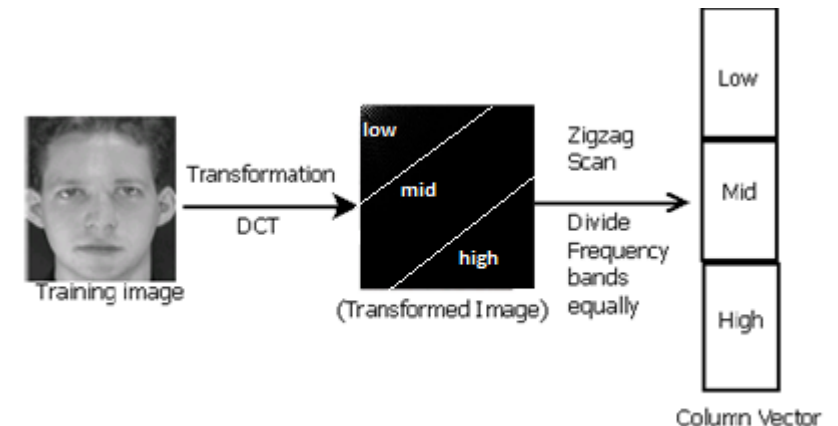 Training image
Transformation
DCT
low
mid
high
(Transformed Image)
Zigzag
Scan
Divide
Frequency
bands
equally
Low
Mid
High
Column Vector